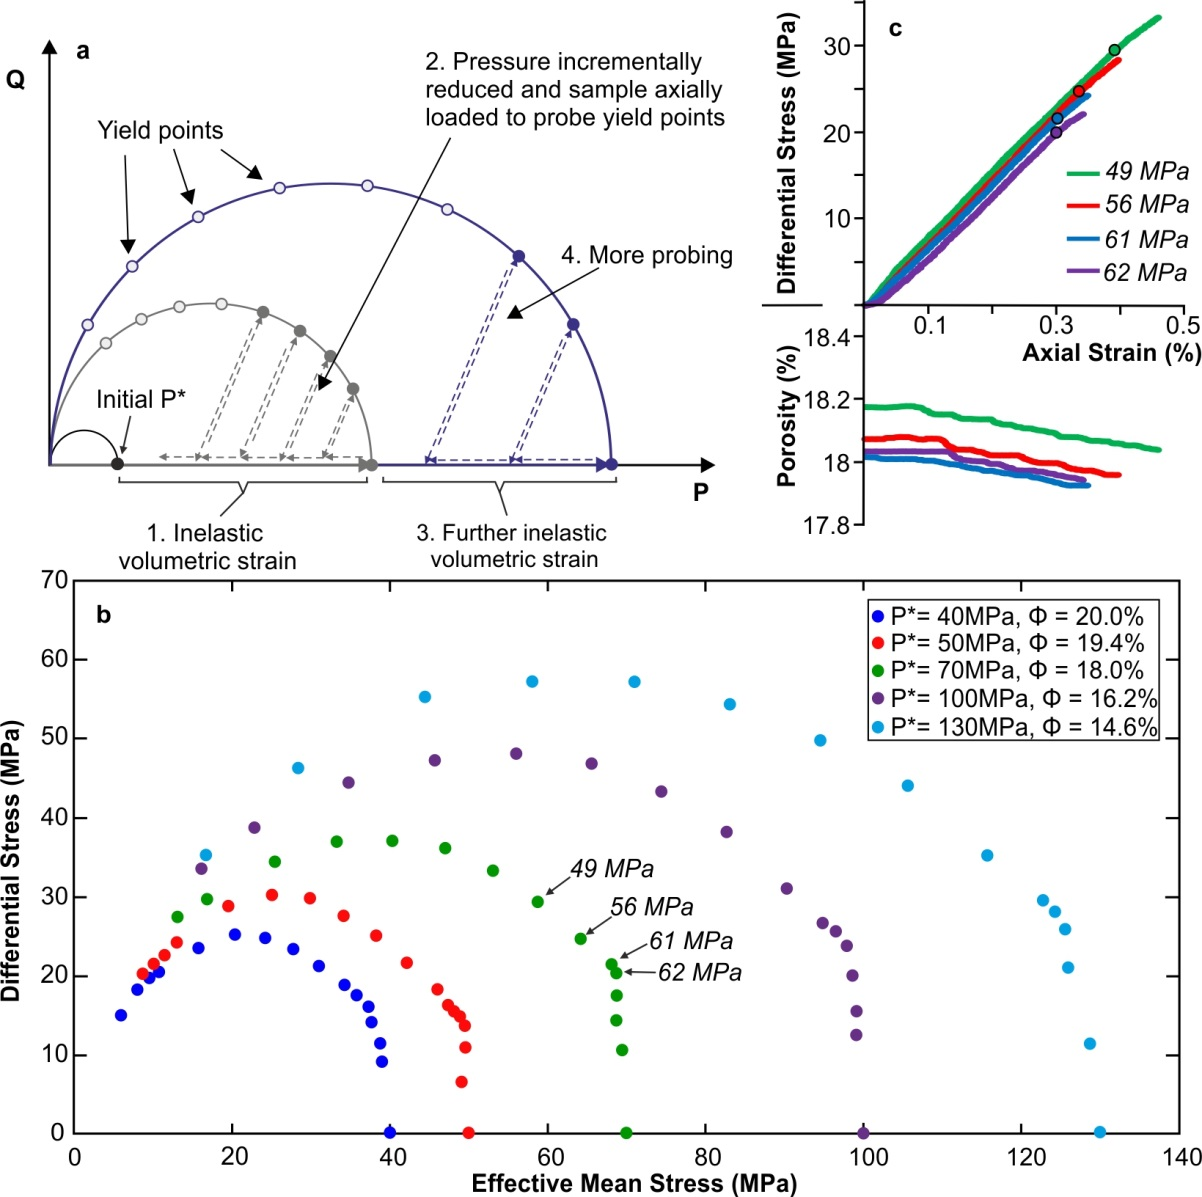 a
Q
Yield points
2. Pressure incrementally
reduced and sample axially
loaded to probe yield points
4. More probing
Initial P*
P
1. Inelastic
volumetric strain
3. Further inelastic
volumetric strain
c
Differential Stress (MPa)
30
20
10
49 MPa
56 MPa
61 MPa
62 MPa
0.1
0.3
0.5
Axial Strain (%)
Porosity (%)
18.4
18.2
18
17.8
b
Differential Stress (MPa)
70
60
50
40
30
20
10
0
P*= 40MPa, Φ = 20.0%
P*= 50MPa, Φ = 19.4%
P*= 70MPa, Φ = 18.0%
P*= 100MPa, Φ = 16.2%
P*= 130MPa, Φ = 14.6%
49 MPa
56 MPa
61 MPa
62 MPa
0 20 40 60 80 100 120 140
Effective Mean Stress (MPa)